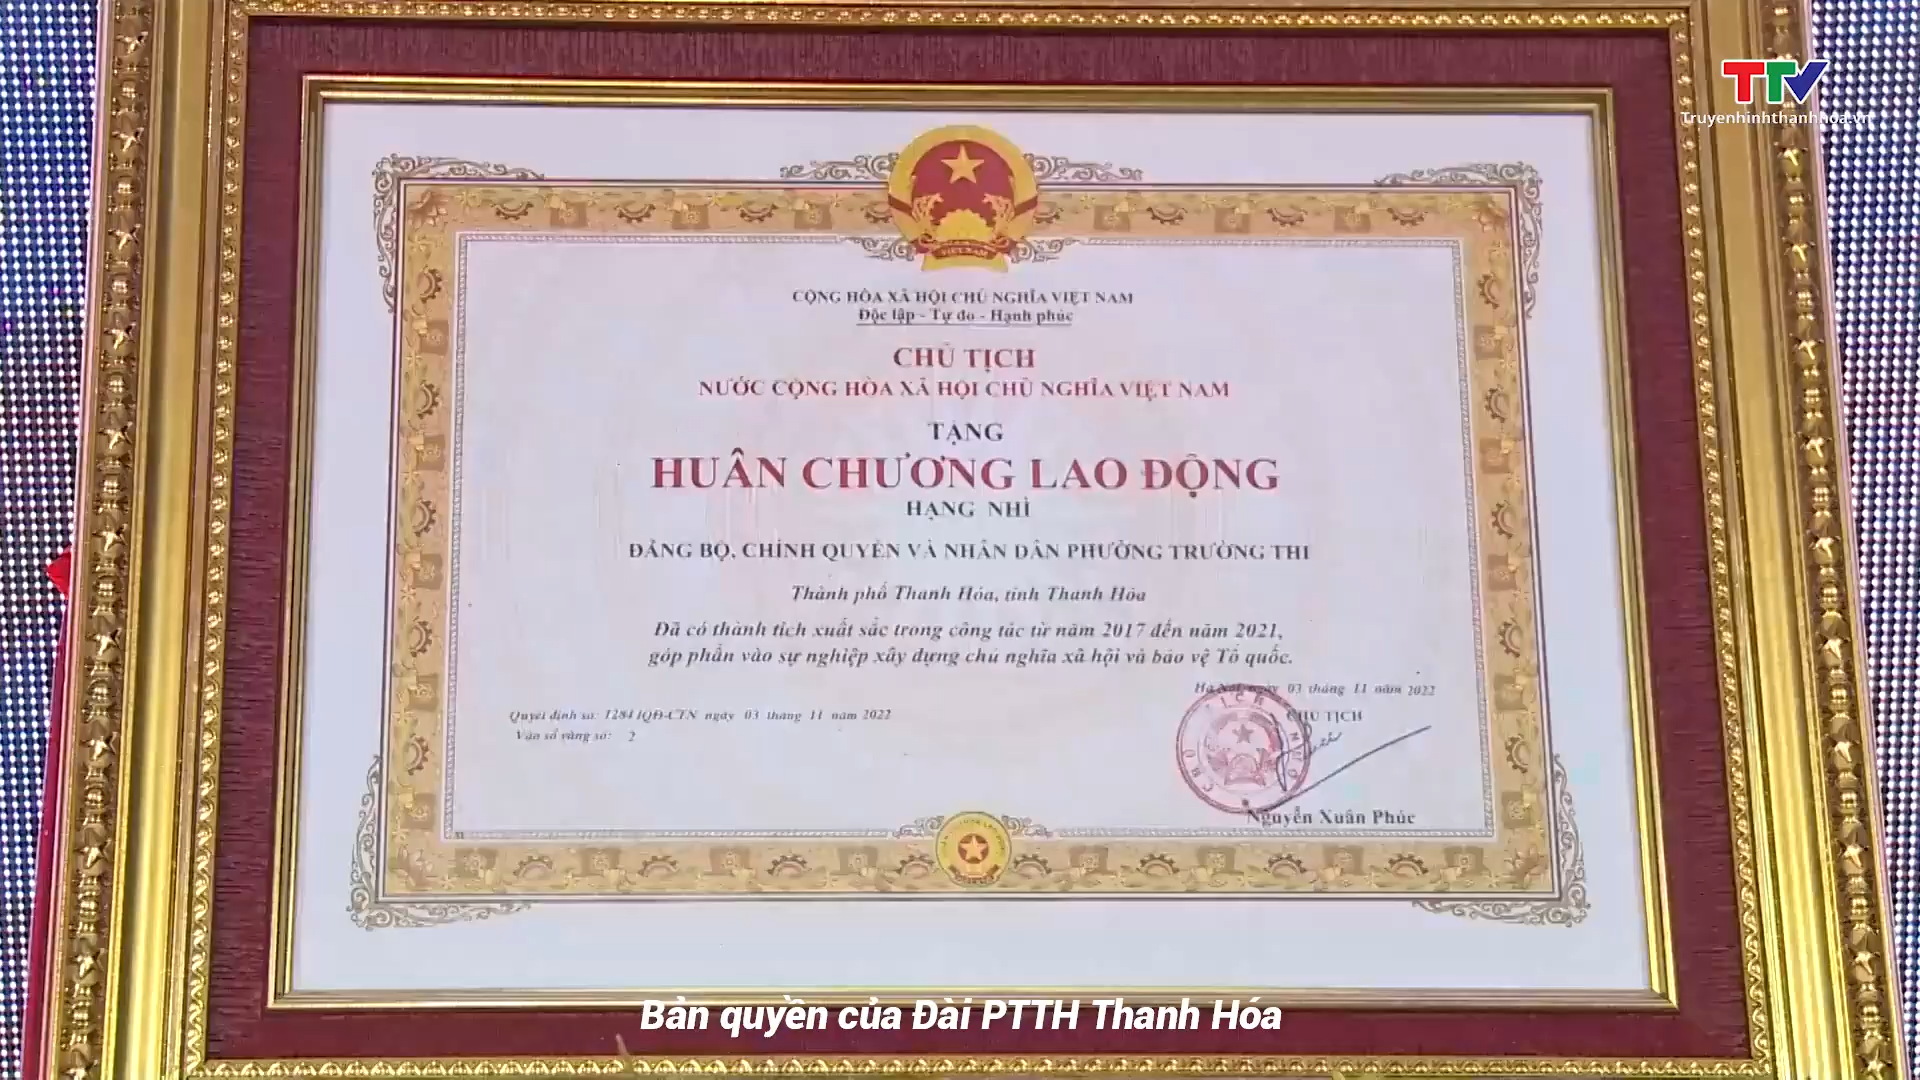 TTV
Truyenhinhthanhhoa.vn
VIỆT NAM
CỘNG HÒA XÃ HỘI CHỦ NGHĨA VIỆT NAM
Độc lập - Tự do - Hạnh phúc
CHỦ TỊCH
NƯỚC CỘNG HÒA XÃ HỘI CHỦ NGHĨA VIỆT NAM
TẶNG
HUÂN CHƯƠNG LAO ĐỘNG
HẠNG NHÌ
ĐẢNG BỘ, CHÍNH QUYỀN VÀ NHÂN DÂN PHƯỜNG TRƯỜNG THI
Thành phố Thanh Hóa, tỉnh Thanh Hóa
Đã có thành tích xuất sắc trong công tác từ năm 2017 đến năm 2021,
góp phần vào sự nghiệp xây dựng chủ nghĩa xã hội và bảo vệ Tổ quốc.
Hà Nội, ngày 03 tháng 11 năm 2022
Quyết định số: 1284/QĐ-CTN ngày 03 tháng 11 năm 2022
CHỦ TỊCH
Vào sổ vàng số: 2
Nguyễn Xuân Phúc
Bản quyền của Đài PTTH Thanh Hóa